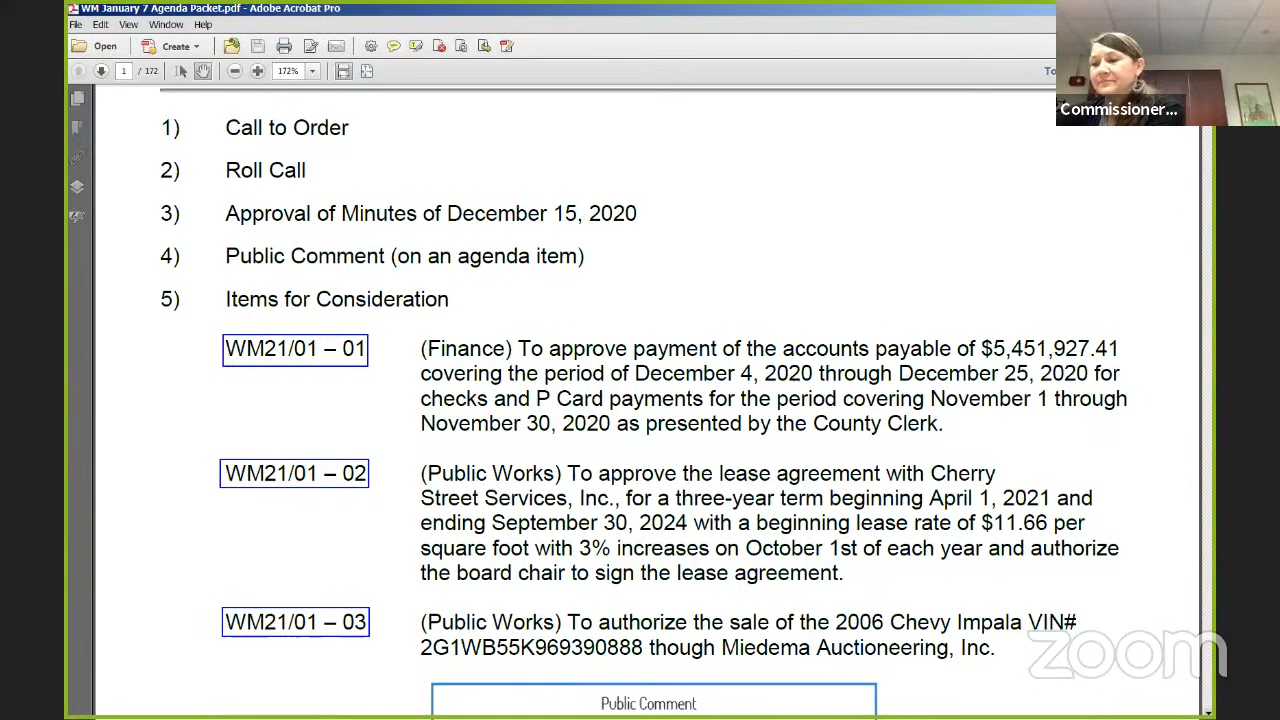 WM January 7 Agenda Packet.pdf - Adobe Acrobat Pro
File Edit View Window Help
Open Create
1 / 172 172% To
Commissioner...
1) Call to Order
2) Roll Call
3) Approval of Minutes of December 15, 2020
4) Public Comment (on an agenda item)
5) Items for Consideration
WM21/01 – 01 (Finance) To approve payment of the accounts payable of $5,451,927.41
covering the period of December 4, 2020 through December 25, 2020 for
checks and P Card payments for the period covering November 1 through
November 30, 2020 as presented by the County Clerk.
WM21/01 – 02 (Public Works) To approve the lease agreement with Cherry
Street Services, Inc., for a three-year term beginning April 1, 2021 and
ending September 30, 2024 with a beginning lease rate of $11.66 per
square foot with 3% increases on October 1st of each year and authorize
the board chair to sign the lease agreement.
WM21/01 – 03 (Public Works) To authorize the sale of the 2006 Chevy Impala VIN#
2G1WB55K969390888 though Miedema Auctioneering, Inc.
zoom
Public Comment